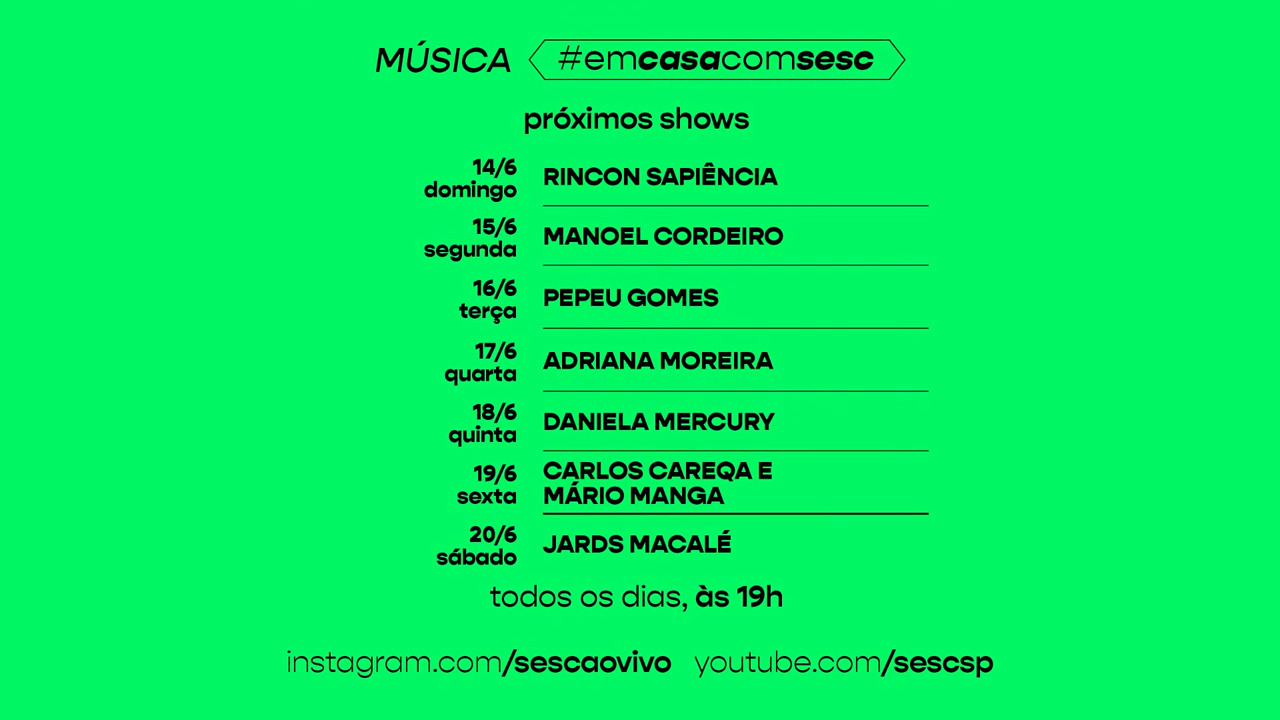 MÚSICA #emcasacomsesc
próximos shows
14/6
domingo
RINCON SAPIÊNCIA
15/6
segunda
MANOEL CORDEIRO
16/6
terça
PEPEU GOMES
17/6
quarta
ADRIANA MOREIRA
18/6
quinta
DANIELA MERCURY
19/6
sexta
CARLOS CAREQA E
MÁRIO MANGA
20/6
sábado
JARDS MACALÉ
todos os dias, às 19h
instagram.com/sescaovivo youtube.com/sescsp